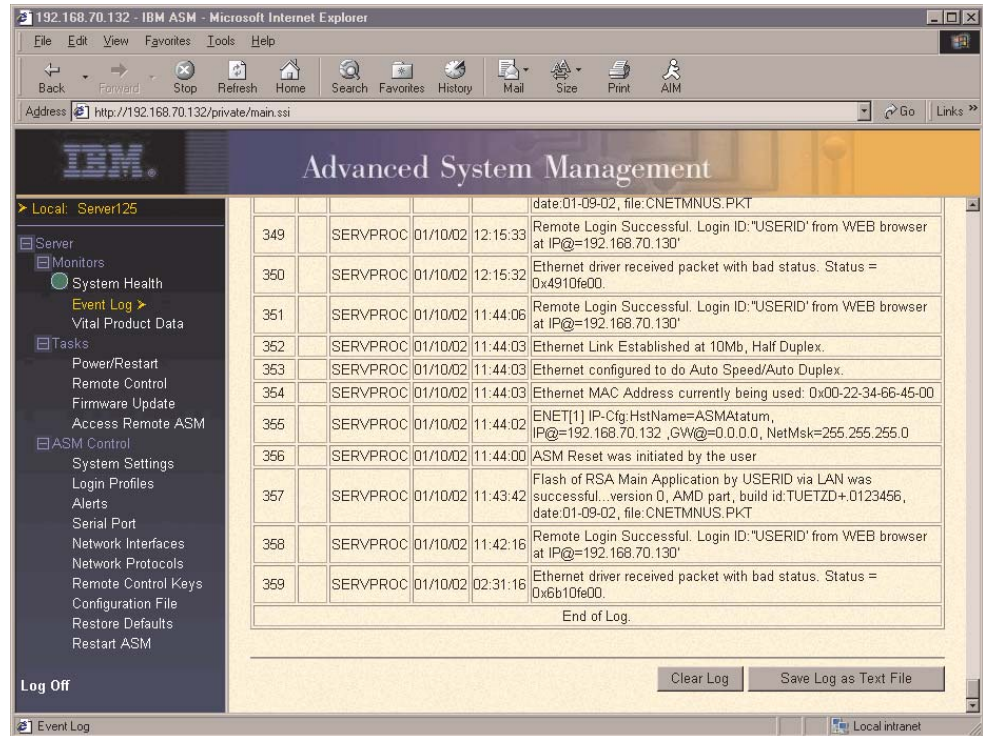 192.168.70.132 - IBM ASM - Microsoft Internet Explorer
File Edit View Favorites Tools Help
Back Forward Stop Refresh Home Search Favorites History Mail Size Print AIM
Address http://192.168.70.132/private/main.ssi Go Links »
IBM. Advanced System Management
Local: Server125
Server
Monitors
System Health
Event Log
Vital Product Data
Tasks
Power/Restart
Remote Control
Firmware Update
Access Remote ASM
ASM Control
System Settings
Login Profiles
Alerts
Serial Port
Network Interfaces
Network Protocols
Remote Control Keys
Configuration File
Restore Defaults
Restart ASM
Log Off
date:01-09-02, file:CNETMNUS.PKT
349 SERVPROC 01/10/02 12:15:33 Remote Login Successful. Login ID:"USERID' from WEB browser
at IP@=192.168.70.130'
350 SERVPROC 01/10/02 12:15:32 Ethernet driver received packet with bad status. Status =
0x4910fe00.
351 SERVPROC 01/10/02 11:44:06 Remote Login Successful. Login ID:"USERID' from WEB browser
at IP@=192.168.70.130'
352 SERVPROC 01/10/02 11:44:03 Ethernet Link Established at 10Mb, Half Duplex.
353 SERVPROC 01/10/02 11:44:03 Ethernet configured to do Auto Speed/Auto Duplex.
354 SERVPROC 01/10/02 11:44:03 Ethernet MAC Address currently being used: 0x00-22-34-66-45-00
355 SERVPROC 01/10/02 11:44:02 ENET[1] IP-Cfg:HstName=ASMAtatum,
IP@=192.168.70.132 ,GW@=0.0.0.0, NetMsk=255.255.255.0
356 SERVPROC 01/10/02 11:44:00 ASM Reset was initiated by the user
357 SERVPROC 01/10/02 11:43:42 Flash of RSA Main Application by USERID via LAN was
successful...version 0, AMD part, build id:TUETZD+.0123456,
date:01-09-02, file:CNETMNUS.PKT
358 SERVPROC 01/10/02 11:42:16 Remote Login Successful. Login ID:"USERID' from WEB browser
at IP@=192.168.70.130'
359 SERVPROC 01/10/02 02:31:16 Ethernet driver received packet with bad status. Status =
0x6b10fe00.
End of Log.
Clear Log Save Log as Text File
Event Log Local intranet